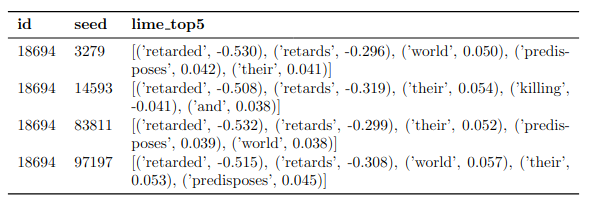 id seed lime_top5
18694 3279 [('retarded', -0.530), ('retards', -0.296), ('world', 0.050), ('predis-
poses', 0.042), ('their', 0.041)]
18694 14593 [('retarded', -0.508), ('retards', -0.319), ('their', 0.054), ('killing',
-0.041), ('and', 0.038)]
18694 83811 [('retarded', -0.532), ('retards', -0.299), ('their', 0.052), ('predis-
poses', 0.039), ('world', 0.038)]
18694 97197 [('retarded', -0.515), ('retards', -0.308), ('world', 0.057), ('their',
0.053), ('predisposes', 0.045)]